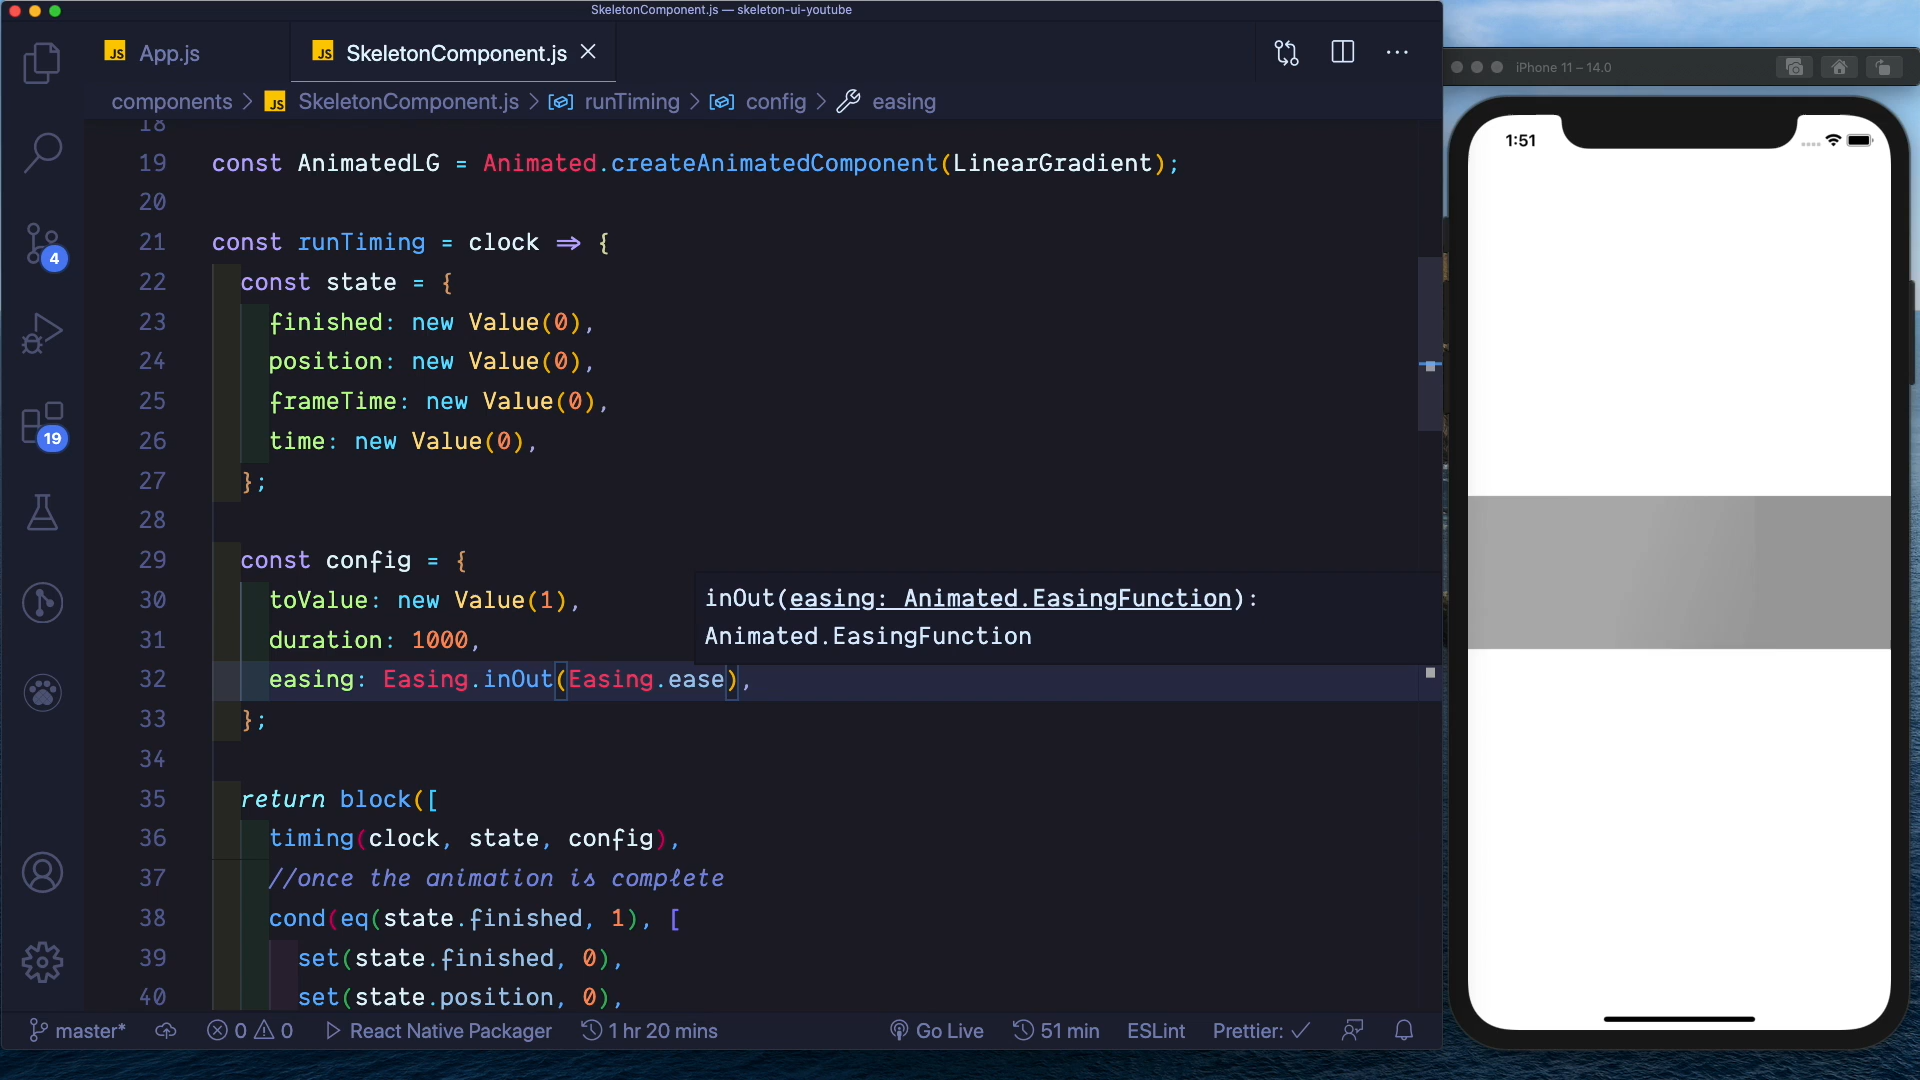 SkeletonComponent.js — skeleton-ui-youtube
JS App.js
JS SkeletonComponent.js
components > JS SkeletonComponent.js > runTiming > config > easing
18
19 const AnimatedLG = Animated.createAnimatedComponent(LinearGradient);
20
21 const runTiming = clock => {
22 const state = {
23 finished: new Value(0),
24 position: new Value(0),
25 frameTime: new Value(0),
26 time: new Value(0),
27 };
28
29 const config = {
30 toValue: new Value(1),
31 duration: 1000,
32 easing: Easing.inOut(Easing.ease),
33 };
34
35 return block([
36 timing(clock, state, config),
37 //once the animation is complete
38 cond(eq(state.finished, 1), [
39 set(state.finished, 0),
40 set(state.position, 0),
inOut(easing: Animated.EasingFunction):
Animated.EasingFunction
4
19
master* 0 0 React Native Packager 1 hr 20 mins Go Live 51 min ESLint Prettier: ✓
iPhone 11 – 14.0
1:51